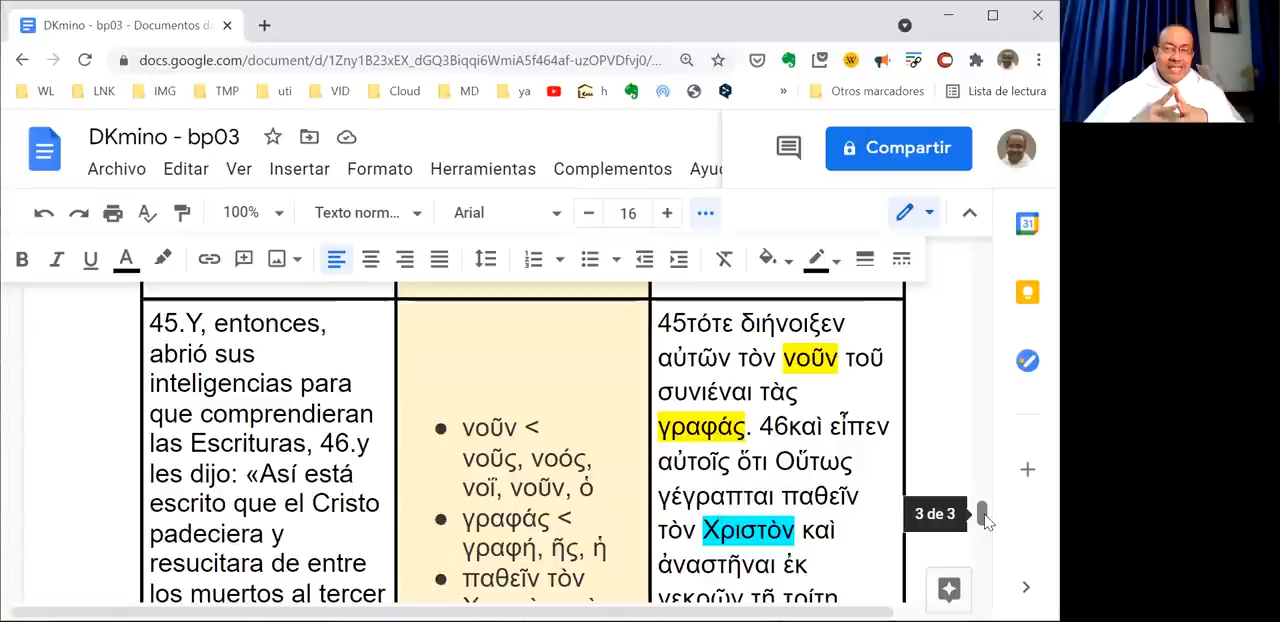 DKmino - bp03 - Documentos d
docs.google.com/document/d/1Zny1B23xEX_dGQ3Biqqi6WmiA5f464af-uzOPVDfvj0/...
WL LNK IMG TMP uti VID Cloud MD ya h » Otros marcadores Lista de lectura
DKmino - bp03
Compartir
Archivo Editar Ver Insertar Formato Herramientas Complementos Ayuc
100% Texto norm... Arial 16
45.Y, entonces,
abrió sus
inteligencias para
que comprendieran
las Escrituras, 46.y
les dijo: «Así está
escrito que el Cristo
padeciera y
resucitara de entre
los muertos al tercer
νοῦν <
νοῦς, νοός,
νοΐ, νοῦν, ὁ
γραφάς <
γραφή, ῆς, ἡ
παθεῖν τὸν
45τότε διήνοιξεν
αὐτῶν τὸν νοῦν τοῦ
συνιέναι τὰς
γραφάς. 46καὶ εἶπεν
αὐτοῖς ὅτι Οὕτως
γέγραπται παθεῖν
τὸν Χριστὸν καὶ
ἀναστῆναι ἐκ
νεκρῶν τῇ τρίτῃ
3 de 3
31